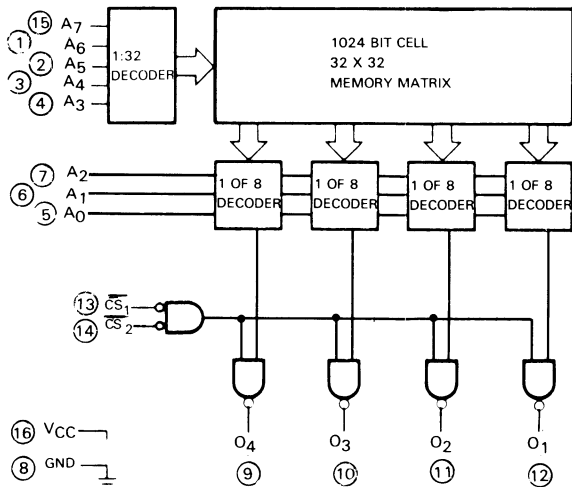 15 A7
1 A6
2 A5
3 A4
4 A3
1:32
DECODER
1024 BIT CELL
32 X 32
MEMORY MATRIX
7 A2
6 A1
5 A0
1 OF 8
DECODER
1 OF 8
DECODER
1 OF 8
DECODER
1 OF 8
DECODER
13 CS1
14 CS2
16 VCC
8 GND
O4
O3
O2
O1
9
10
11
12